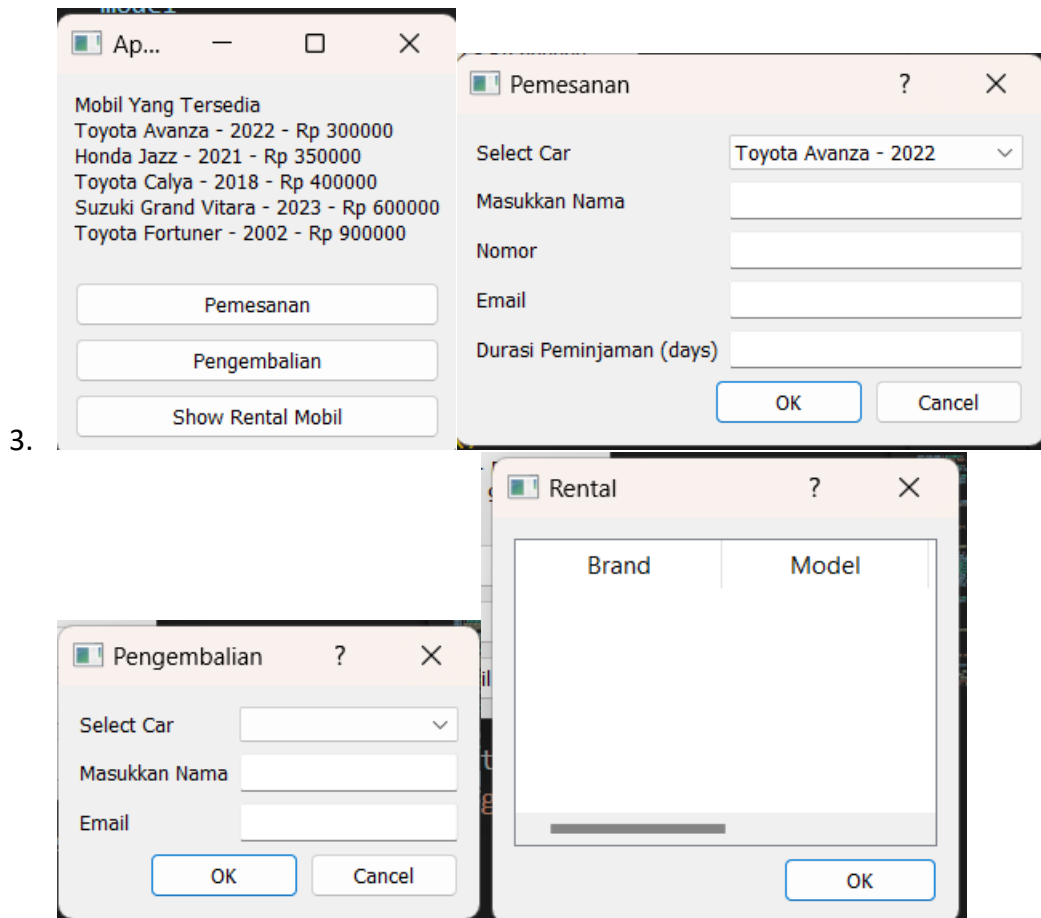 Ap...
Mobil Yang Tersedia
Toyota Avanza - 2022 - Rp 300000
Honda Jazz - 2021 - Rp 350000
Toyota Calya - 2018 - Rp 400000
Suzuki Grand Vitara - 2023 - Rp 600000
Toyota Fortuner - 2002 - Rp 900000
Pemesanan
Pengembalian
Show Rental Mobil
3.
Pemesanan
Select Car
Toyota Avanza - 2022
Masukkan Nama
Nomor
Email
Durasi Peminjaman (days)
OK
Cancel
Pengembalian
Select Car
Masukkan Nama
Email
OK
Cancel
Rental
Brand
Model
OK